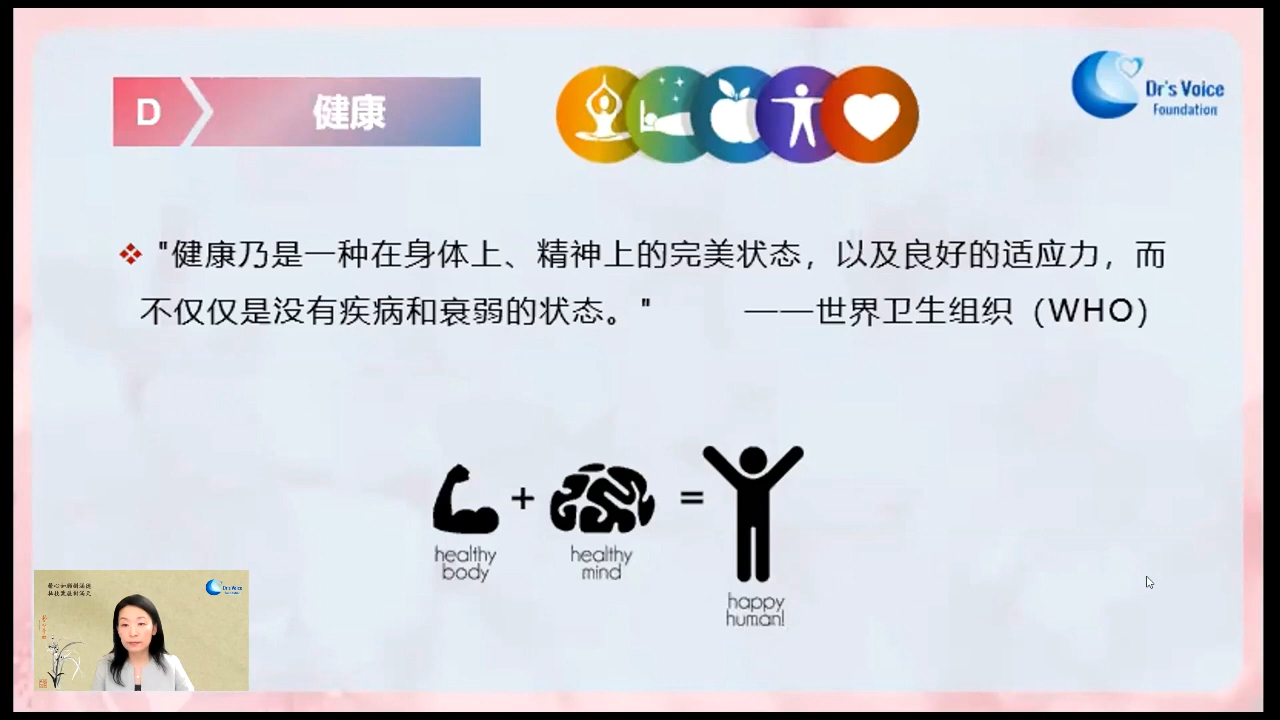 D
健康
Dr's Voice
Foundation
"健康乃是一种在身体上、精神上的完美状态，以及良好的适应力，而
不仅仅是没有疾病和衰弱的状态。" ——世界卫生组织（WHO）
+
=
healthy
body
healthy
mind
happy
human!
Dr's Voice